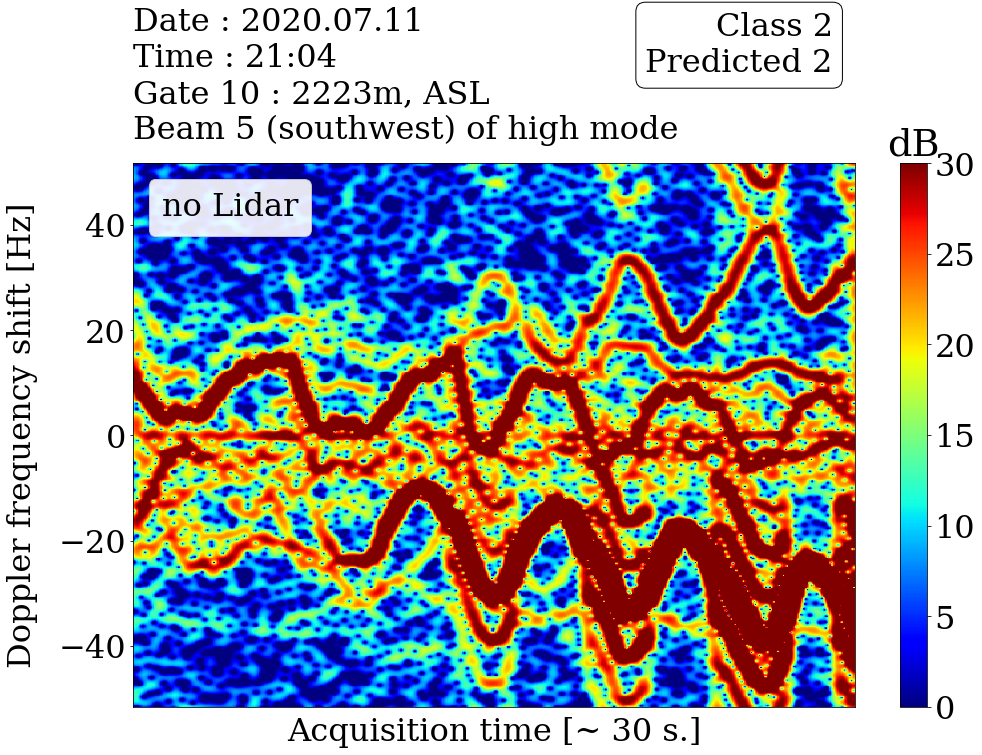 Date : 2020.07.11
Time : 21:04
Gate 10 : 2223m, ASL
Beam 5 (southwest) of high mode
Class 2
Predicted 2
dB
no Lidar
Doppler frequency shift [Hz]
40
20
0
−20
−40
Acquisition time [~ 30 s.]
30
25
20
15
10
5
0